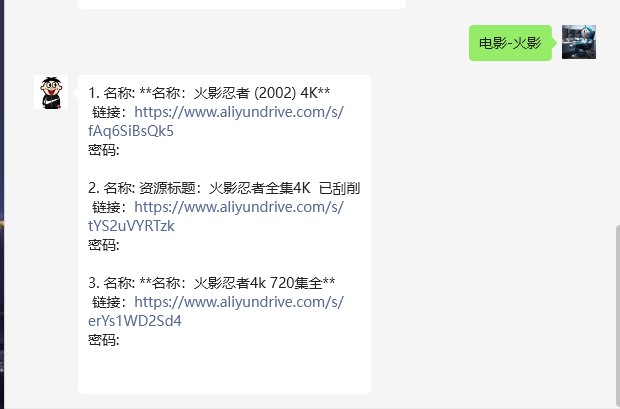 电影-火影
1. 名称: **名称：火影忍者 (2002) 4K**
链接：https://www.aliyundrive.com/s/
fAq6SiBsQk5
密码:
2. 名称: 资源标题：火影忍者全集4K 已刮削
链接：https://www.aliyundrive.com/s/
tYS2uVYRTzk
密码:
3. 名称: **名称：火影忍者4k 720集全**
链接：https://www.aliyundrive.com/s/
erYs1WD2Sd4
密码: